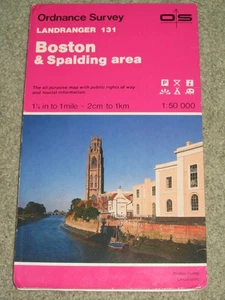 Ordnance Survey
OS
LANDRANGER 131
Boston
& Spalding area
The all-purpose map with public rights of way
and tourist information
1¼ in to 1 mile - 2cm to 1km
1:50 000